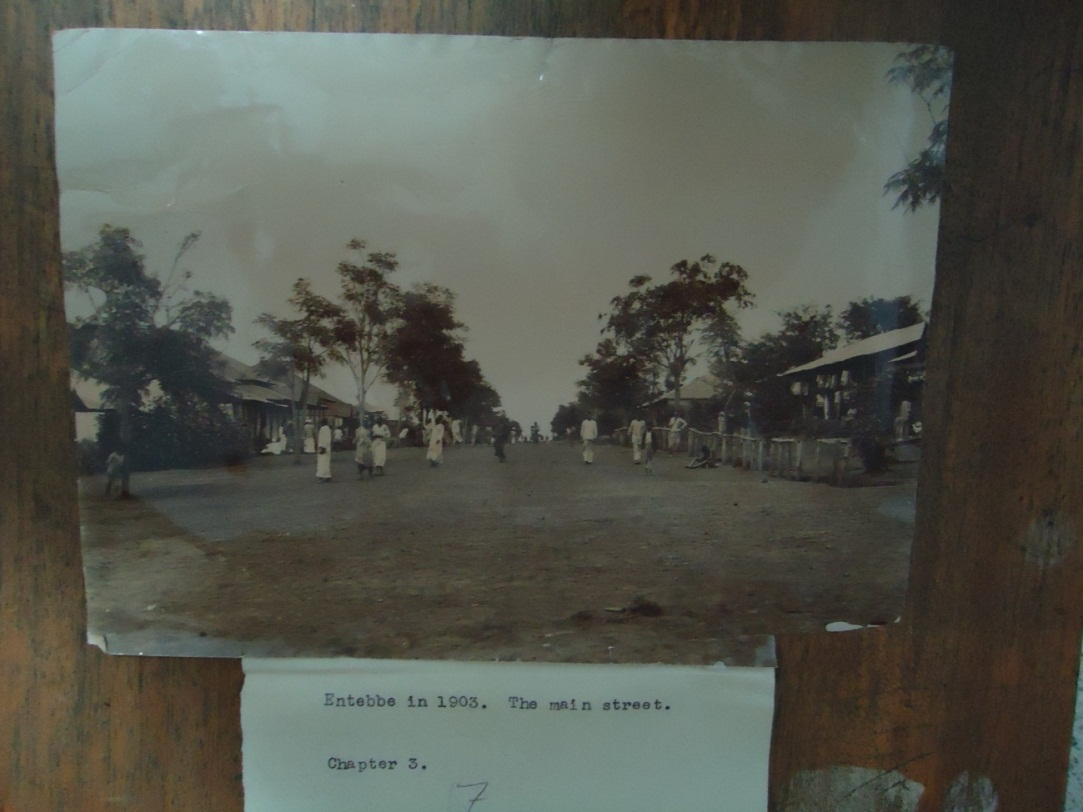 Entebbe in 1903. The main street.
Chapter 3.
7